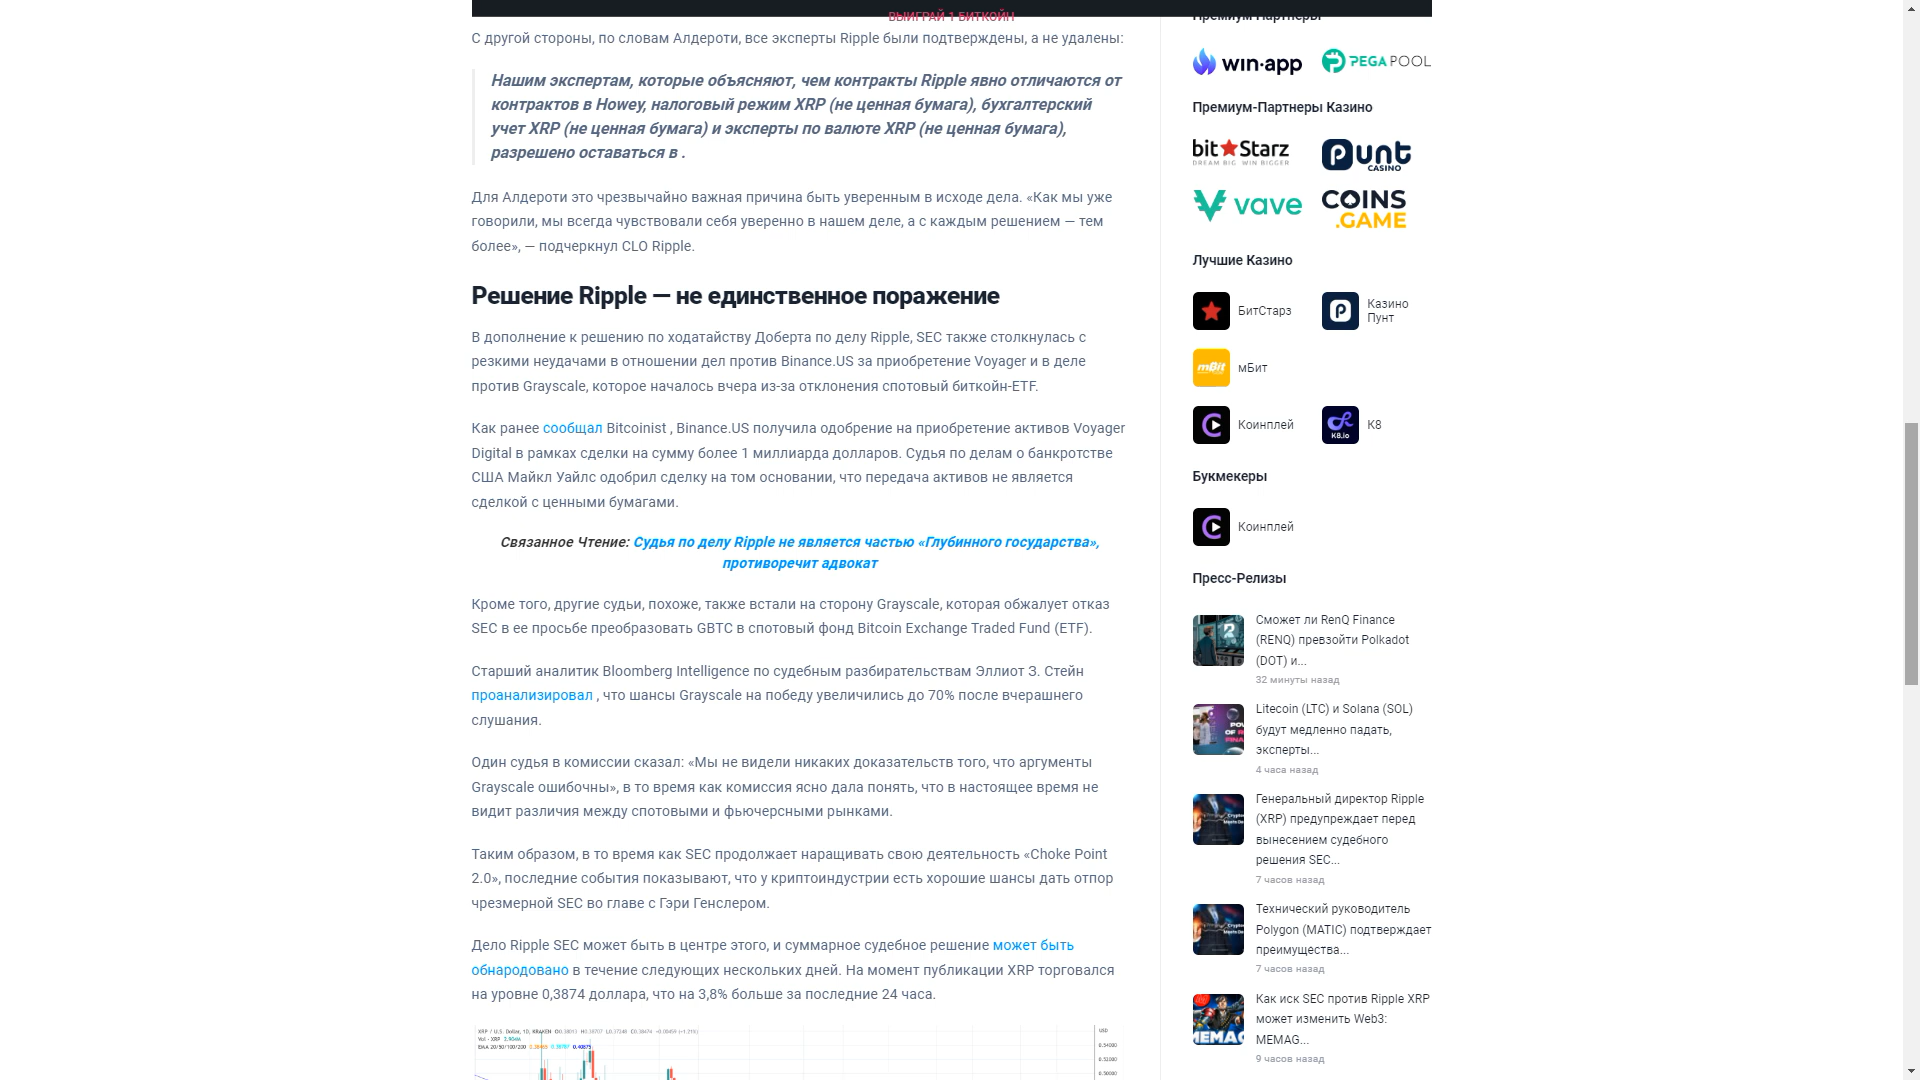 ВЫИГРАЙ 1 БИТКОЙН
С другой стороны, по словам Алдероти, все эксперты Ripple были подтверждены, а не удалены:
Нашим экспертам, которые объясняют, чем контракты Ripple явно отличаются от
контрактов в Howey, налоговый режим XRP (не ценная бумага), бухгалтерский
учет XRP (не ценная бумага) и эксперты по валюте XRP (не ценная бумага),
разрешено оставаться в .
Для Алдероти это чрезвычайно важная причина быть уверенным в исходе дела. «Как мы уже
говорили, мы всегда чувствовали себя уверенно в нашем деле, а с каждым решением — тем
более», — подчеркнул CLO Ripple.
Решение Ripple — не единственное поражение
В дополнение к решению по ходатайству Доберта по делу Ripple, SEC также столкнулась с
резкими неудачами в отношении дел против Binance.US за приобретение Voyager и в деле
против Grayscale, которое началось вчера из-за отклонения спотовый биткойн-ETF.
Как ранее сообщал Bitcoinist , Binance.US получила одобрение на приобретение активов Voyager
Digital в рамках сделки на сумму более 1 миллиарда долларов. Судья по делам о банкротстве
США Майкл Уайлс одобрил сделку на том основании, что передача активов не является
сделкой с ценными бумагами.
Связанное Чтение: Судья по делу Ripple не является частью «Глубинного государства»,
противоречит адвокат
Кроме того, другие судьи, похоже, также встали на сторону Grayscale, которая обжалует отказ
SEC в ее просьбе преобразовать GBTC в спотовый фонд Bitcoin Exchange Traded Fund (ETF).
Старший аналитик Bloomberg Intelligence по судебным разбирательствам Эллиот З. Стейн
проанализировал , что шансы Grayscale на победу увеличились до 70% после вчерашнего
слушания.
Один судья в комиссии сказал: «Мы не видели никаких доказательств того, что аргументы
Grayscale ошибочны», в то время как комиссия ясно дала понять, что в настоящее время не
видит различия между спотовыми и фьючерсными рынками.
Таким образом, в то время как SEC продолжает наращивать свою деятельность «Choke Point
2.0», последние события показывают, что у криптоиндустрии есть хорошие шансы дать отпор
чрезмерной SEC во главе с Гэри Генслером.
Дело Ripple SEC может быть в центре этого, и суммарное судебное решение может быть
обнародовано в течение следующих нескольких дней. На момент публикации XRP торговался
на уровне 0,3874 доллара, что на 3,8% больше за последние 24 часа.
XRP / U.S. Dollar, 1D, KRAKEN
Vol · XRP
EMA 20/50/100/200
USD
Премиум Партнеры
win·app
PEGA POOL
Премиум-Партнеры Казино
bit Starz
DREAM BIG WIN BIGGER
Punt
CASINO
vave
COINS
.GAME
Лучшие Казино
БитСтарз
Казино
Пунт
mBit
мБит
Коинплей
K8.io
K8
Букмекеры
Коинплей
Пресс-Релизы
Сможет ли RenQ Finance
(RENQ) превзойти Polkadot
(DOT) и...
32 минуты назад
Litecoin (LTC) и Solana (SOL)
будут медленно падать,
эксперты...
4 часа назад
Генеральный директор Ripple
(XRP) предупреждает перед
вынесением судебного
решения SEC...
7 часов назад
Технический руководитель
Polygon (MATIC) подтверждает
преимущества...
7 часов назад
Как иск SEC против Ripple XRP
может изменить Web3:
MEMAG...
9 часов назад